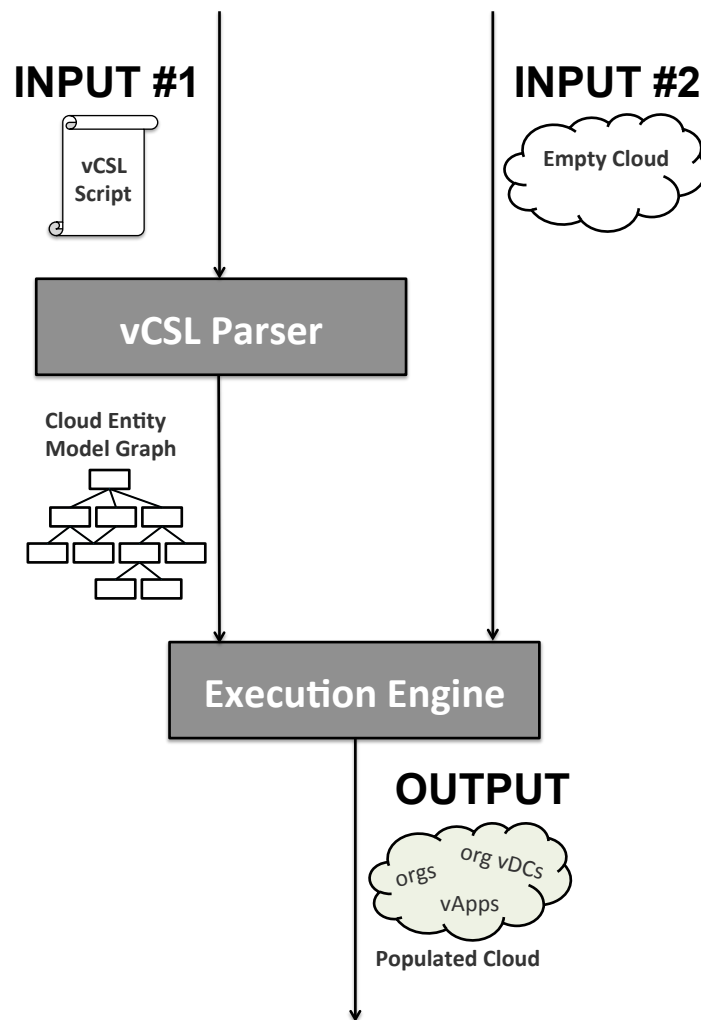 INPUT #1
vCSL
Script
INPUT #2
Empty Cloud
vCSL Parser
Cloud Entity
Model Graph
Execution Engine
OUTPUT
orgs
org vDCs
vApps
Populated Cloud